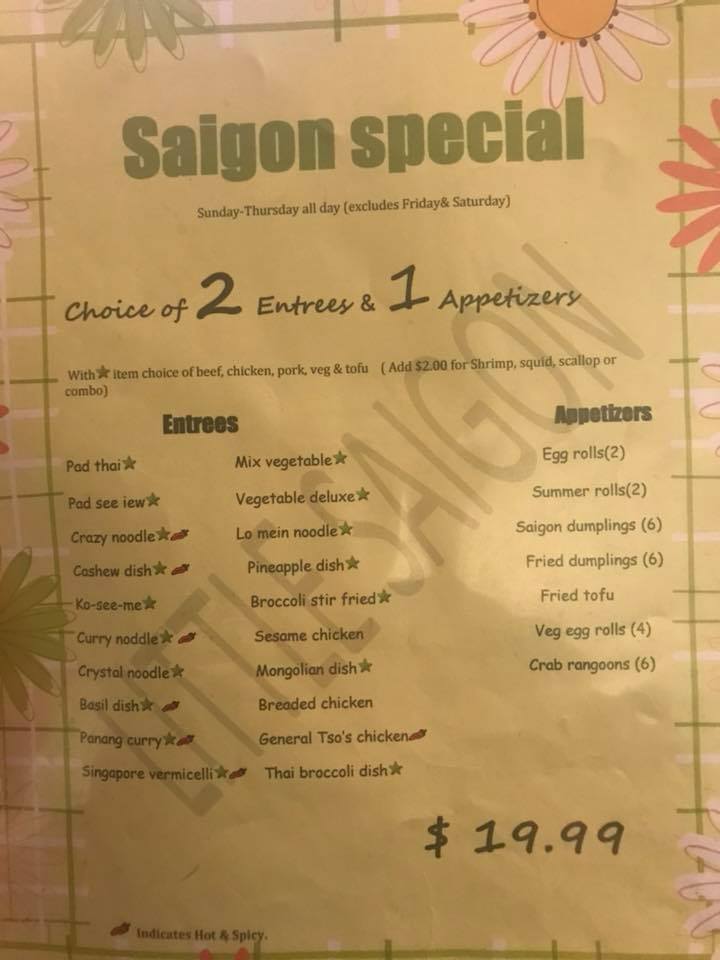 Saigon special
Sunday-Thursday all day (excludes Friday& Saturday)
Choice of 2 Entrees & 1 Appetizers
With★ item choice of beef, chicken, pork, veg & tofu ( Add $2.00 for Shrimp, squid, scallop or
combo)
Entrees
Pad thai★
Pad see iew★
Crazy noodle★
Cashew dish★
Ko-see-me★
Curry noddle★
Crystal noodle★
Basil dish★
Panang curry★
Singapore vermicelli★
Mix vegetable★
Vegetable deluxe★
Lo mein noodle★
Pineapple dish★
Broccoli stir fried★
Sesame chicken
Mongolian dish★
Breaded chicken
General Tso's chicken
Thai broccoli dish★
Appetizers
Egg rolls(2)
Summer rolls(2)
Saigon dumplings (6)
Fried dumplings (6)
Fried tofu
Veg egg rolls (4)
Crab rangoons (6)
$ 19.99
Indicates Hot & Spicy.
LITTLE SAIGON